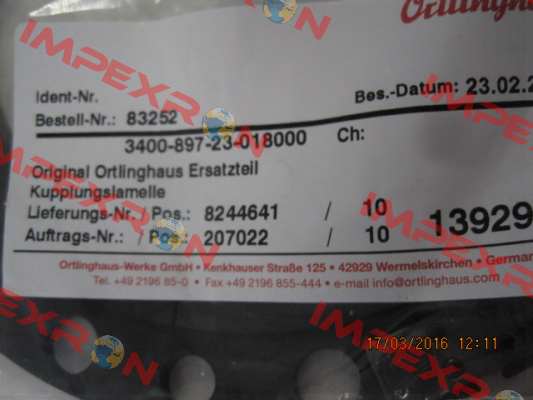 Ortlingha
Ident-Nr.
Bes.-Datum: 23.02.2
Bestell-Nr.: 83252
3400-897-23-018000 Ch:
Original Ortlinghaus Ersatzteil
Kupplungslamelle
Lieferungs-Nr. / Pos.: 8244641 / 10
13929
Auftrags-Nr.: / Pos.: 207022 / 10
Ortlinghaus-Werke GmbH • Kenkhauser Straße 125 • 42929 Wermelskirchen • German
Tel. +49 2196 85-0 • Fax +49 2196 855-444 • e-mail info@ortlinghaus.com
17/03/2016 12:11
IMPEXRON
IMPEXRON
IMPEXRON
IMPEXRON